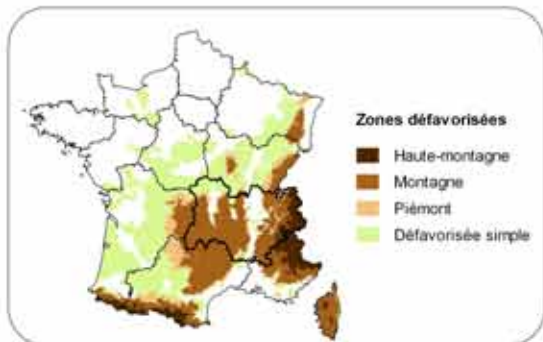 Zones défavorisées
Haute-montagne
Montagne
Piémont
Défavorisée simple